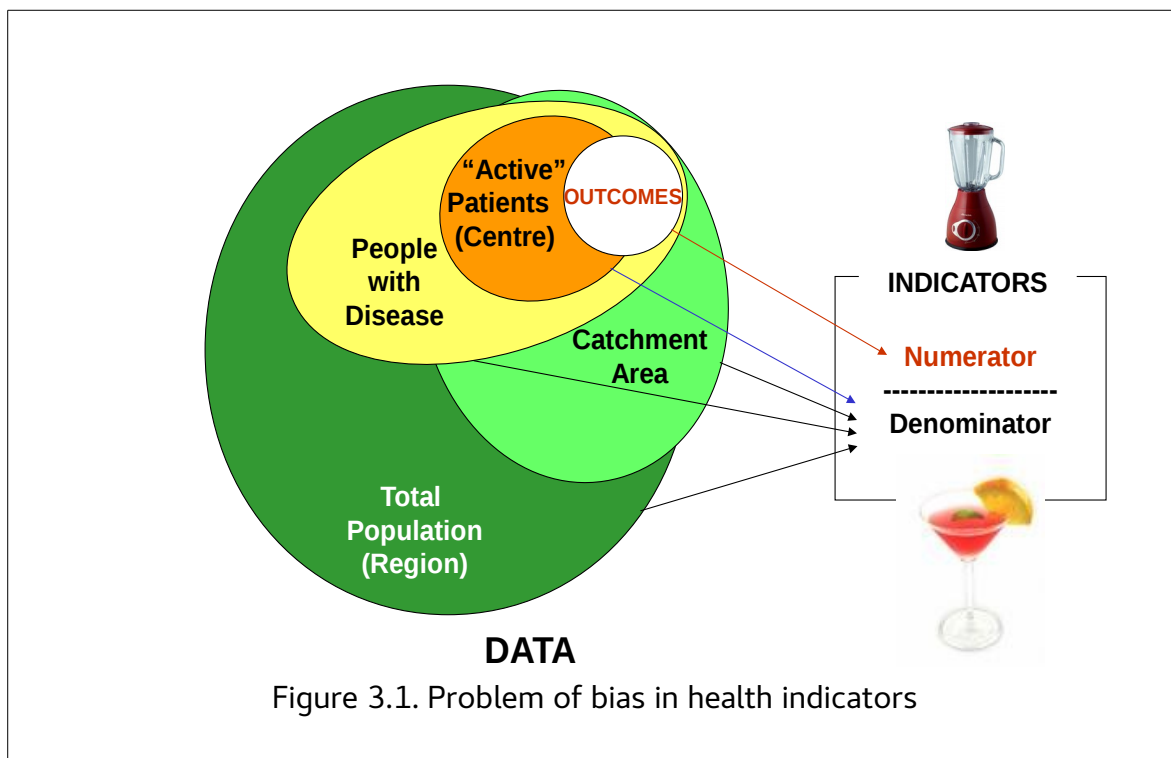 “Active”
Patients
(Centre)
OUTCOMES
People
with
Disease
Catchment
Area
Total
Population
(Region)
DATA
INDICATORS
Numerator
--------------------
Denominator
Figure 3.1. Problem of bias in health indicators